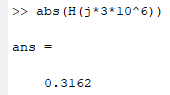 >> abs(H(j*3*10^6))
ans =
0.3162